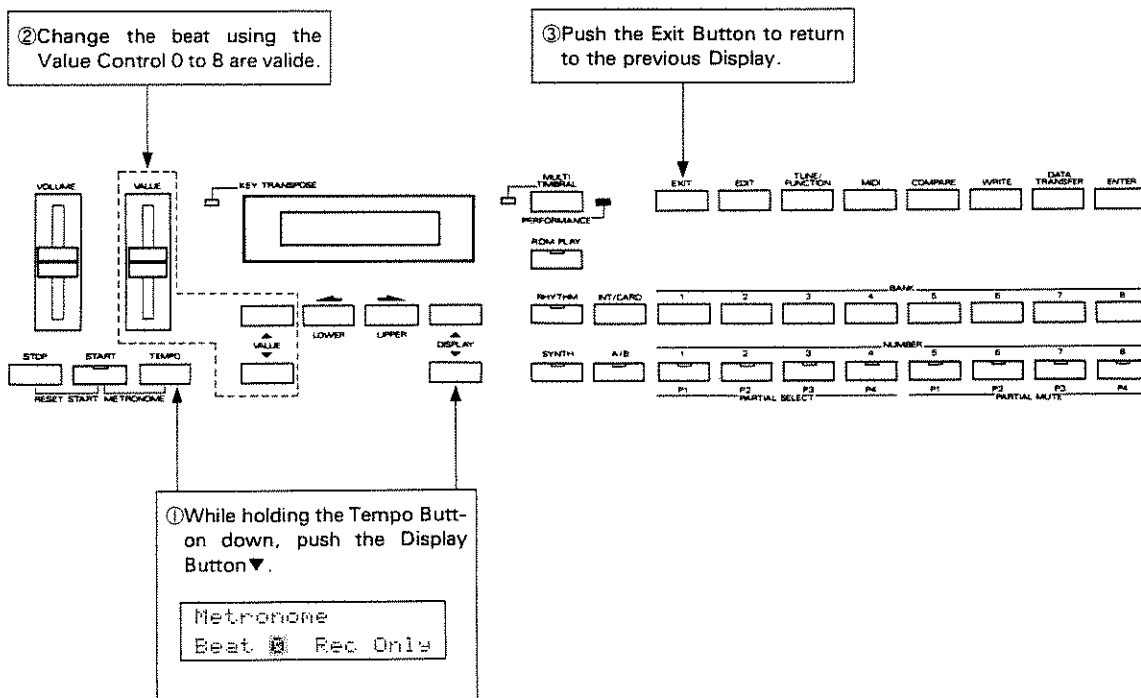 ②Change the beat using the
Value Control 0 to 8 are valide.
③Push the Exit Button to return
to the previous Display.
VOLUME
VALUE
KEY TRANSPOSE
MULTI
TIMBRAL
PERFORMANCE
EXIT
EDIT
TUNE/
FUNCTION
MIDI
COMPARE
WRITE
DATA
TRANSFER
ENTER
ROM PLAY
RHYTHM
INT/CARD
BANK
1 2 3 4 5 6 7 8
VALUE
LOWER
UPPER
DISPLAY
STOP
START
TEMPO
RESET START
METRONOME
SYNTH
A/B
NUMBER
1 2 3 4 5 6 7 8
P1 P2 P3 P4 P1 P2 P3 P4
PARTIAL SELECT
PARTIAL MUTE
①While holding the Tempo Butt-
on down, push the Display
Button▼.
Metronome
Beat Rec Only